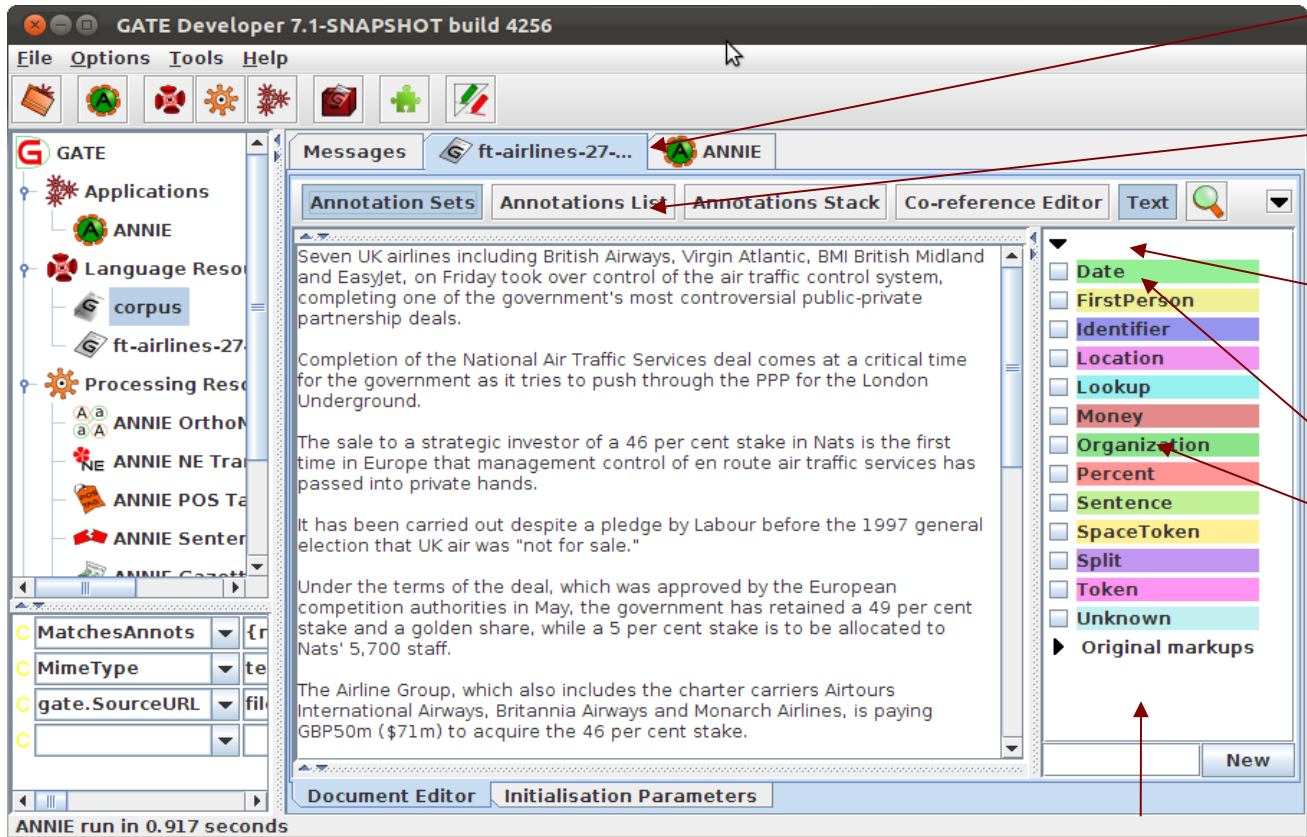 GATE Developer 7.1-SNAPSHOT build 4256
File Options Tools Help
GATE
Applications
ANNIE
Language Resou
corpus
ft-airlines-27-
Processing Reso
Aa aA ANNIE OrthoM
NE ANNIE NE Tran
POS TAG ANNIE POS Ta
ANNIE Senten
ANNIE Gazett
C MatchesAnnots {r
C MimeType te
C gate.SourceURL file
C
ANNIE run in 0.917 seconds
Messages ft-airlines-27-... ANNIE
Annotation Sets Annotations List Annotations Stack Co-reference Editor Text
Seven UK airlines including British Airways, Virgin Atlantic, BMI British Midland
and EasyJet, on Friday took over control of the air traffic control system,
completing one of the government's most controversial public-private
partnership deals.
Completion of the National Air Traffic Services deal comes at a critical time
for the government as it tries to push through the PPP for the London
Underground.
The sale to a strategic investor of a 46 per cent stake in Nats is the first
time in Europe that management control of en route air traffic services has
passed into private hands.
It has been carried out despite a pledge by Labour before the 1997 general
election that UK air was "not for sale."
Under the terms of the deal, which was approved by the European
competition authorities in May, the government has retained a 49 per cent
stake and a golden share, while a 5 per cent stake is to be allocated to
Nats' 5,700 staff.
The Airline Group, which also includes the charter carriers Airtours
International Airways, Britannia Airways and Monarch Airlines, is paying
GBP50m ($71m) to acquire the 46 per cent stake.
Date
FirstPerson
Identifier
Location
Lookup
Money
Organization
Percent
Sentence
SpaceToken
Split
Token
Unknown
Original markups
New
Document Editor Initialisation Parameters